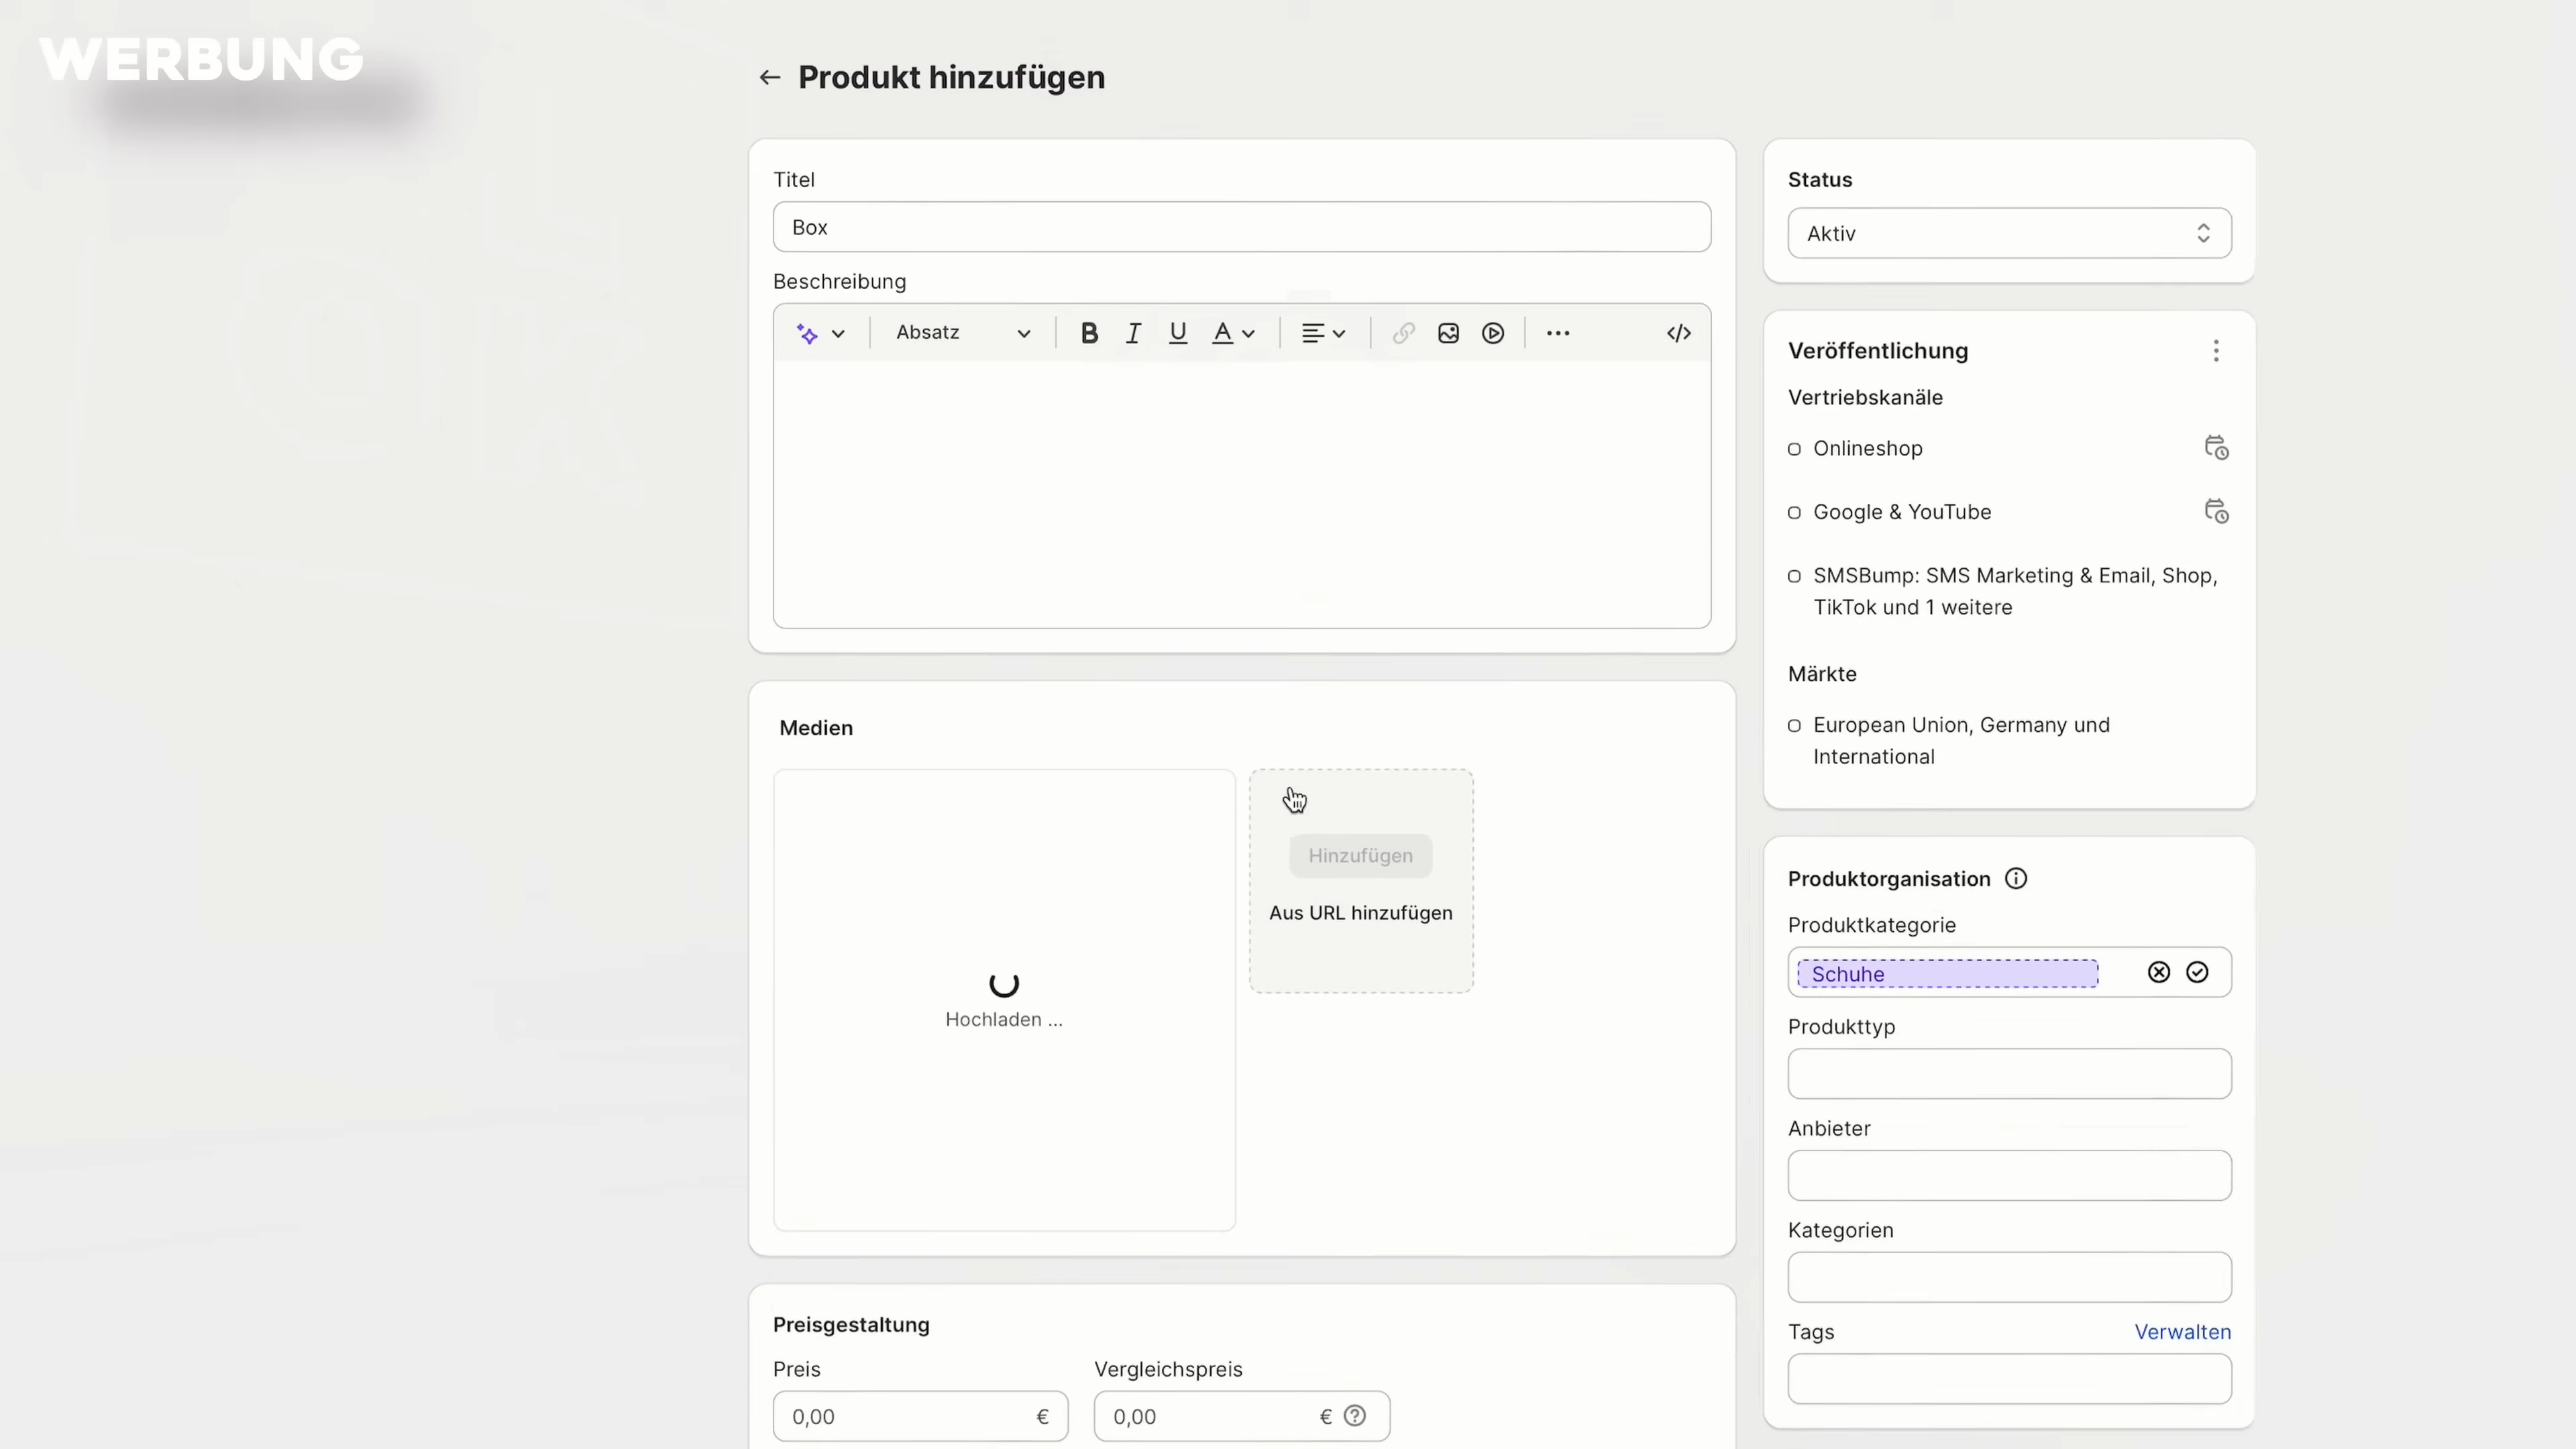 WERBUNG
Produkt hinzufügen
Titel
Box
Beschreibung
Absatz
B I U A
Medien
Hochladen ...
Hinzufügen
Aus URL hinzufügen
Preisgestaltung
Preis
Vergleichspreis
0,00 €
0,00 €
Status
Aktiv
Veröffentlichung
Vertriebskanäle
Onlineshop
Google & YouTube
SMSBump: SMS Marketing & Email, Shop,
TikTok und 1 weitere
Märkte
European Union, Germany und
International
Produktorganisation
Produktkategorie
Schuhe
Produkttyp
Anbieter
Kategorien
Tags
Verwalten